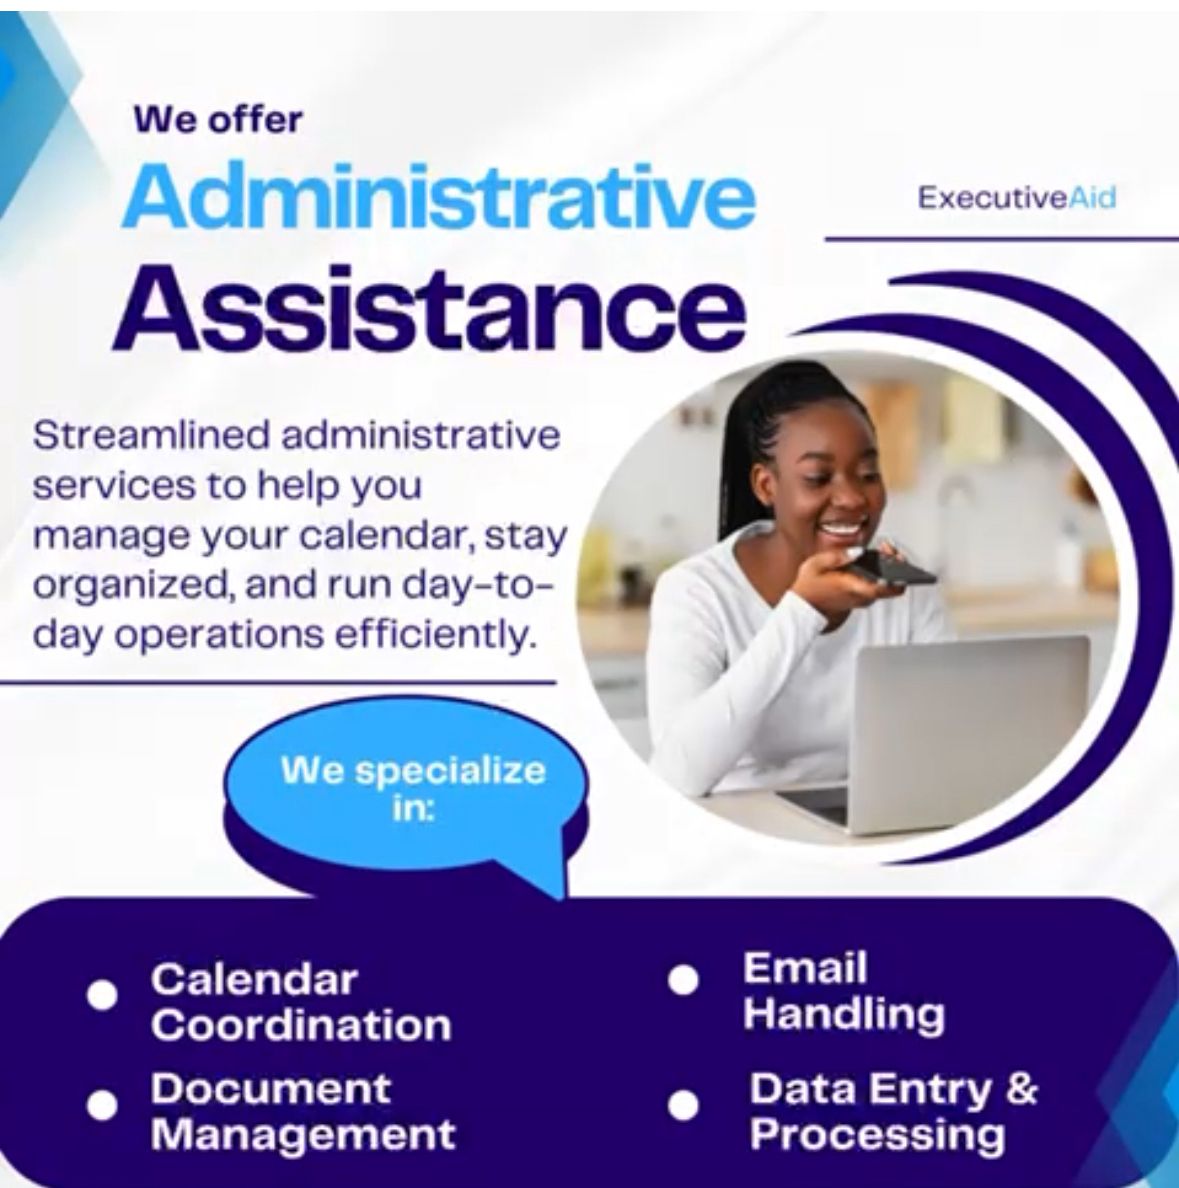 We offer
Administrative
Assistance
ExecutiveAid
Streamlined administrative
services to help you
manage your calendar, stay
organized, and run day-to-
day operations efficiently.
We specialize
in:
Calendar
Coordination
Document
Management
Email
Handling
Data Entry &
Processing